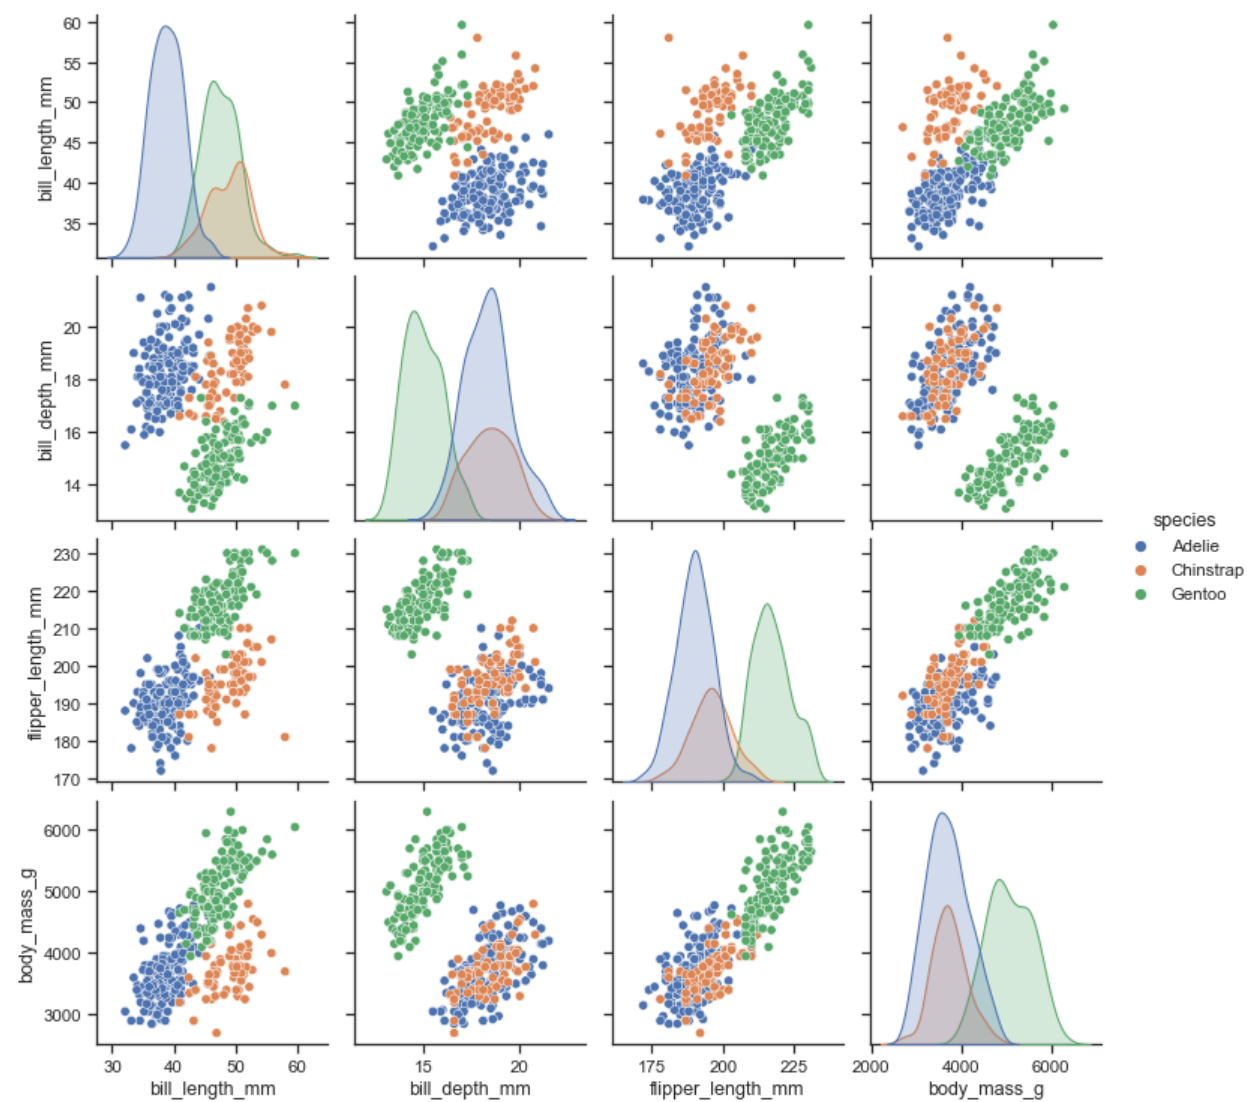 60
55
50
45
40
35
bill_length_mm
20
18
16
14
bill_depth_mm
230
220
210
200
190
180
170
flipper_length_mm
6000
5000
4000
3000
body_mass_g
30 40 50 60
bill_length_mm
15 20
bill_depth_mm
175 200 225
flipper_length_mm
2000 4000 6000
body_mass_g
species
Adelie
Chinstrap
Gentoo